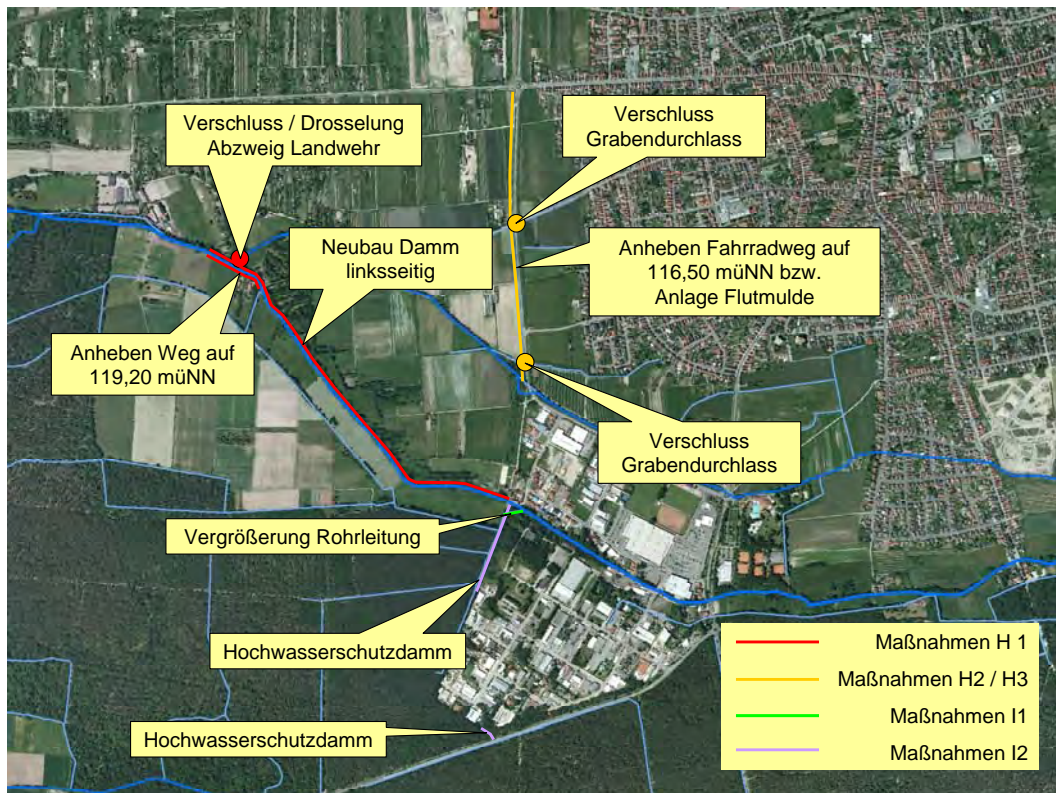 Verschluss / Drosselung
Abzweig Landwehr
Verschluss
Grabendurchlass
Neubau Damm
linksseitig
Anheben Fahrradweg auf
116,50 müNN bzw.
Anlage Flutmulde
Anheben Weg auf
119,20 müNN
Verschluss
Grabendurchlass
Vergrößerung Rohrleitung
Hochwasserschutzdamm
Hochwasserschutzdamm
Maßnahmen H 1
Maßnahmen H2 / H3
Maßnahmen I1
Maßnahmen I2